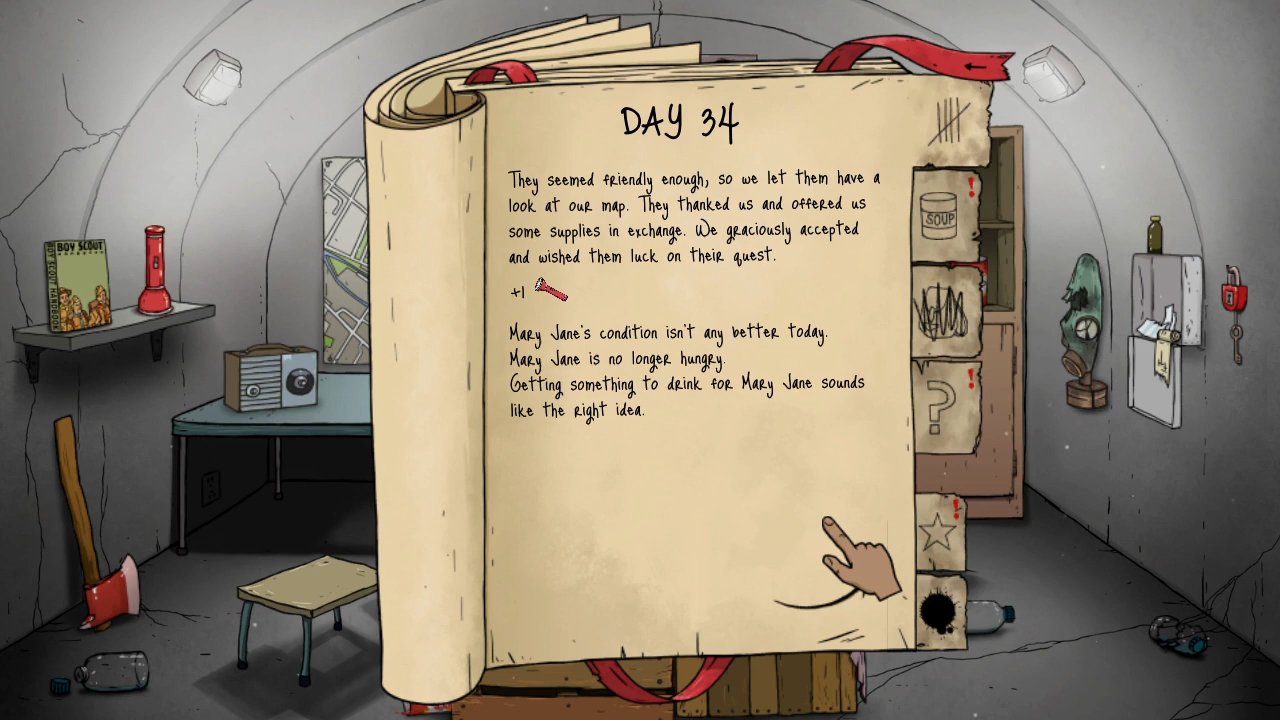 DAY 34
They seemed friendly enough, so we let them have a
look at our map. They thanked us and offered us
some supplies in exchange. We graciously accepted
and wished them luck on their quest.
+1
Mary Jane's condition isn't any better today.
Mary Jane is no longer hungry.
Getting something to drink for Mary Jane sounds
like the right idea.
!
SOUP
!
?
!
BOY SCOUT
BOY SCOUT HANDBOOK